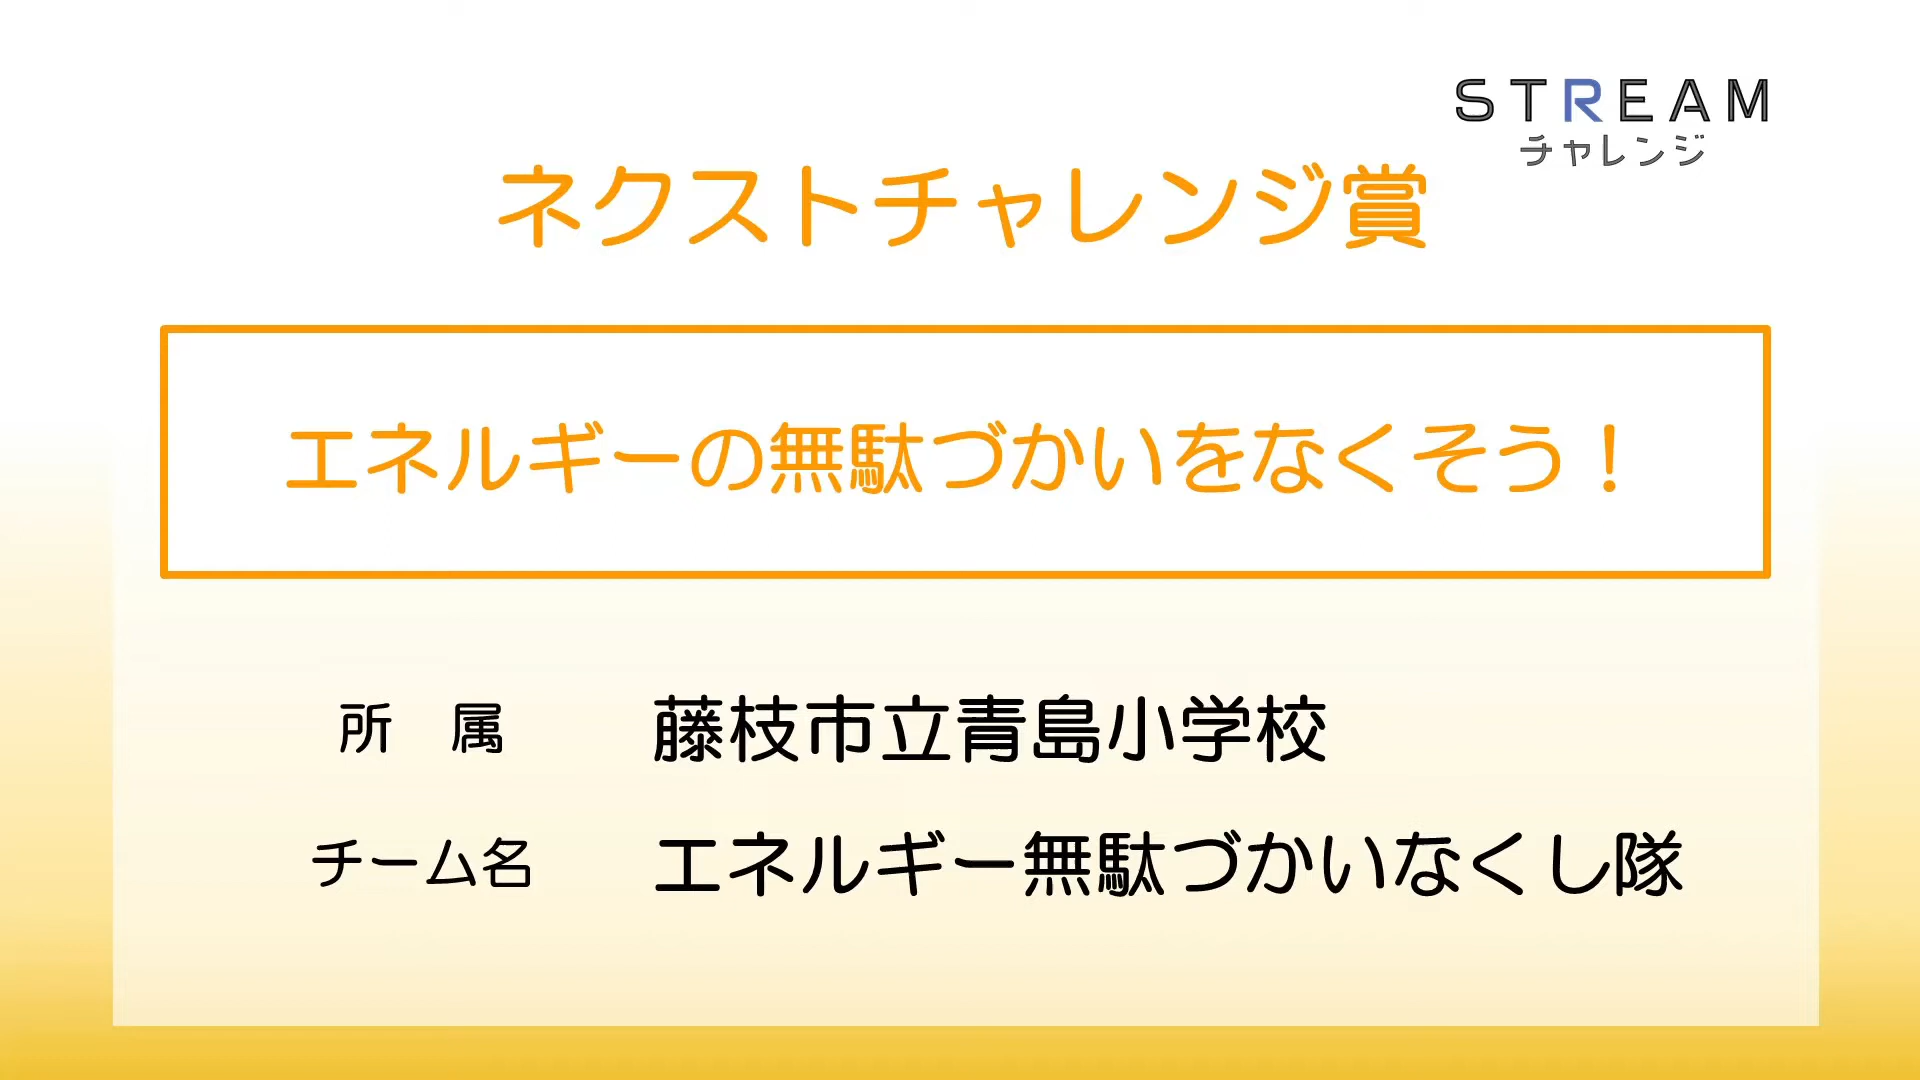 STREAM
チャレンジ
ネクストチャレンジ賞
エネルギーの無駄づかいをなくそう！
所　属　藤枝市立青島小学校
チーム名　エネルギー無駄づかいなくし隊